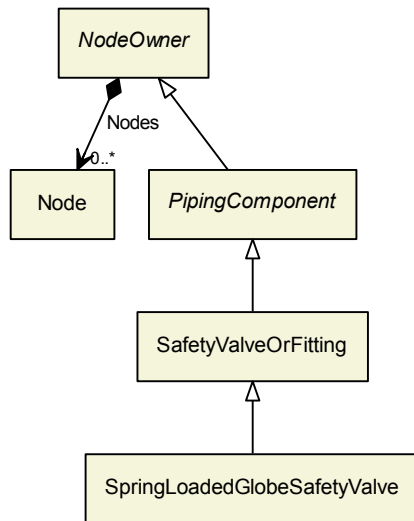 NodeOwner
Nodes
0..*
Node
PipingComponent
SafetyValveOrFitting
SpringLoadedGlobeSafetyValve